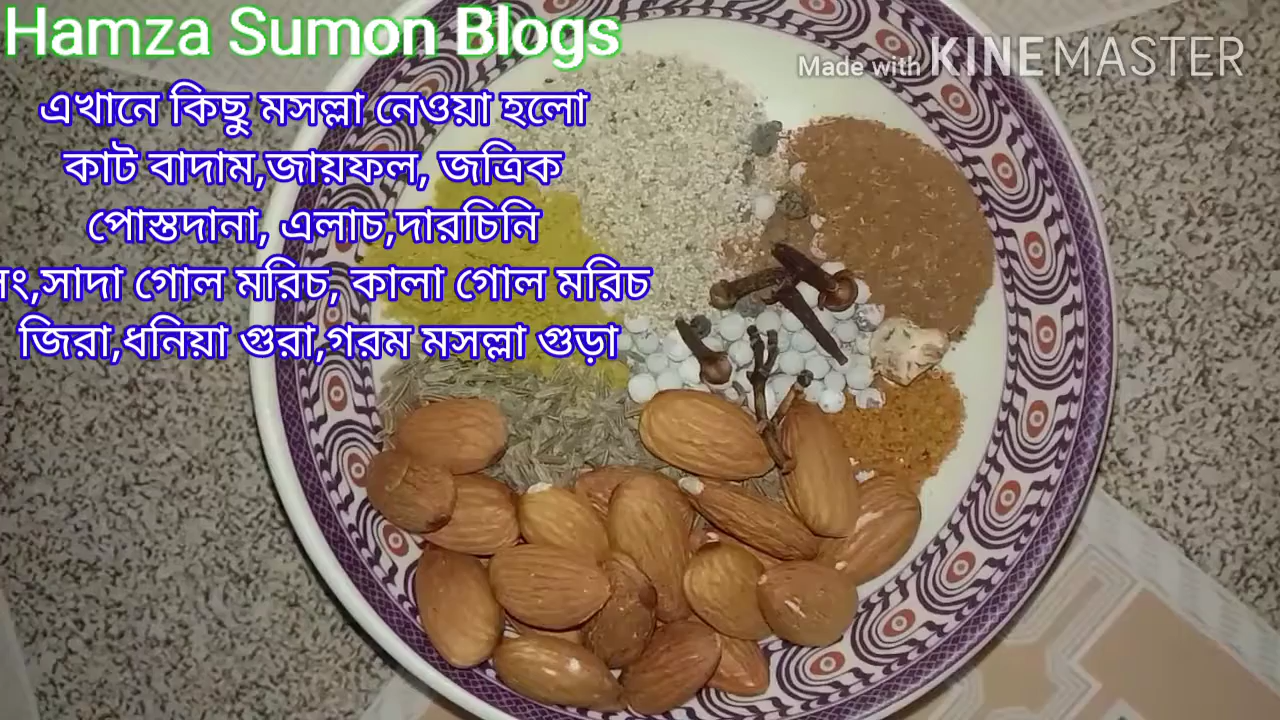 Hamza Sumon Blogs
Made with KINEMASTER
এখানে কিছু মসল্লা নেওয়া হলো
কাট বাদাম,জায়ফল, জত্রিক
পোস্তদানা, এলাচ,দারচিনি
লং,সাদা গোল মরিচ, কালা গোল মরিচ
জিরা,ধনিয়া গুরা,গরম মসল্লা গুড়া